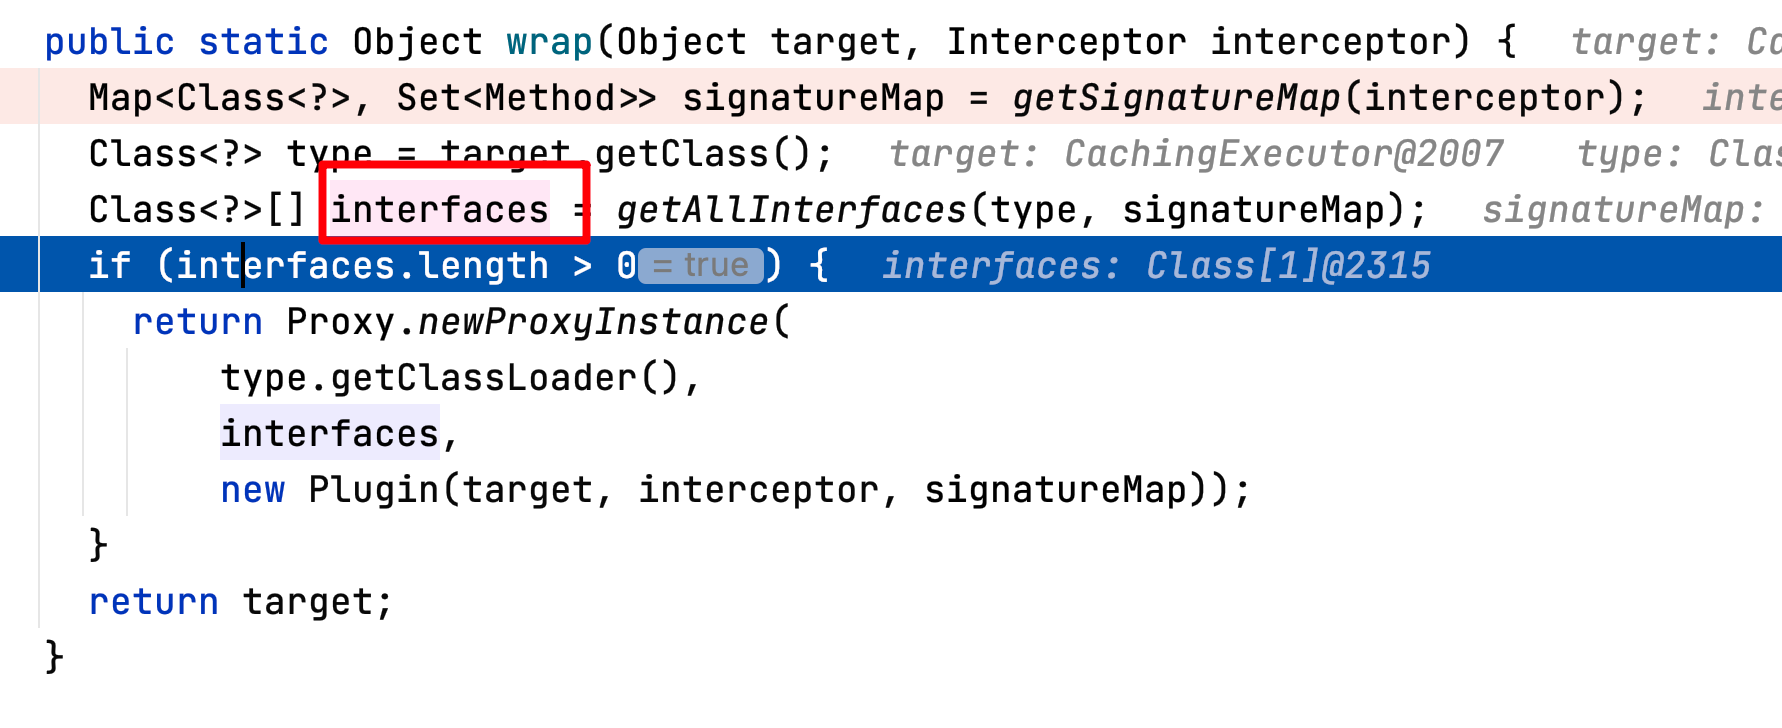 public static Object wrap(Object target, Interceptor interceptor) { target: Ca
Map<Class<?>, Set<Method>> signatureMap = getSignatureMap(interceptor); inte
Class<?> type = target.getClass(); target: CachingExecutor@2007 type: Clas
Class<?>[] interfaces = getAllInterfaces(type, signatureMap); signatureMap:
if (interfaces.length > 0 = true ) { interfaces: Class[1]@2315
return Proxy.newProxyInstance(
type.getClassLoader(),
interfaces,
new Plugin(target, interceptor, signatureMap));
}
return target;
}